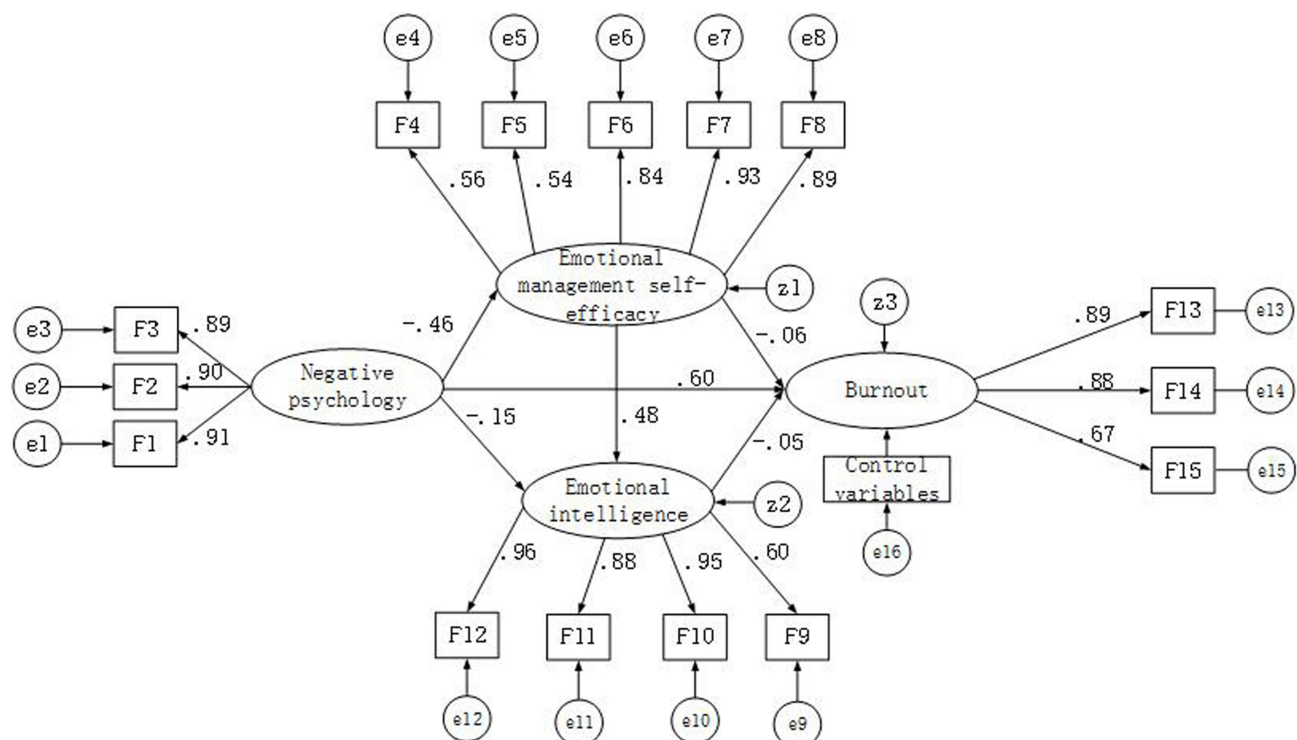 e4 e5 e6 e7 e8
F4 F5 F6 F7 F8
.56 .54 .84 .93 .89
Emotional
management self-
efficacy
z1
z3
e3 F3 .89
e2 F2 .90
e1 F1 .91
Negative
psychology
-.46
-.06
.60
-.15
.48
-.05
Burnout
.89 F13 e13
.88 F14 e14
.67 F15 e15
Control
variables
e16
Emotional
intelligence
z2
.96 .88 .95 .60
F12 F11 F10 F9
e12 e11 e10 e9